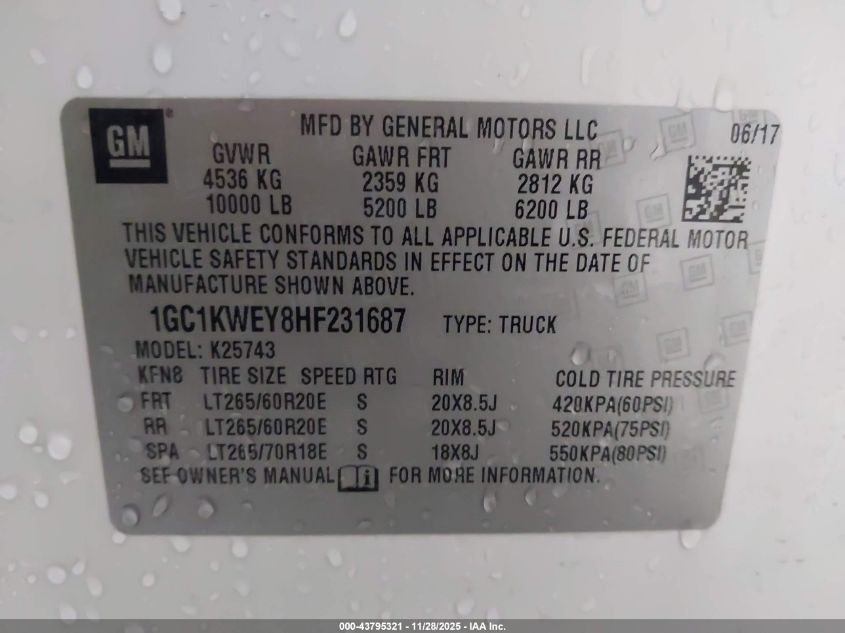 GM
MFD BY GENERAL MOTORS LLC 06/17
GVWR GAWR FRT GAWR RR
4536 KG 2359 KG 2812 KG
10000 LB 5200 LB 6200 LB
THIS VEHICLE CONFORMS TO ALL APPLICABLE U.S. FEDERAL MOTOR
VEHICLE SAFETY STANDARDS IN EFFECT ON THE DATE OF
MANUFACTURE SHOWN ABOVE.
1GC1KWEY8HF231687 TYPE: TRUCK
MODEL: K25743
KFN8 TIRE SIZE SPEED RTG RIM COLD TIRE PRESSURE
FRT LT265/60R20E S 20X8.5J 420KPA(60PSI)
RR LT265/60R20E S 20X8.5J 520KPA(75PSI)
SPA LT265/70R18E S 18X8J 550KPA(80PSI)
SEE OWNER'S MANUAL FOR MORE INFORMATION.
000-43795321 - 11/28/2025 - IAA Inc.